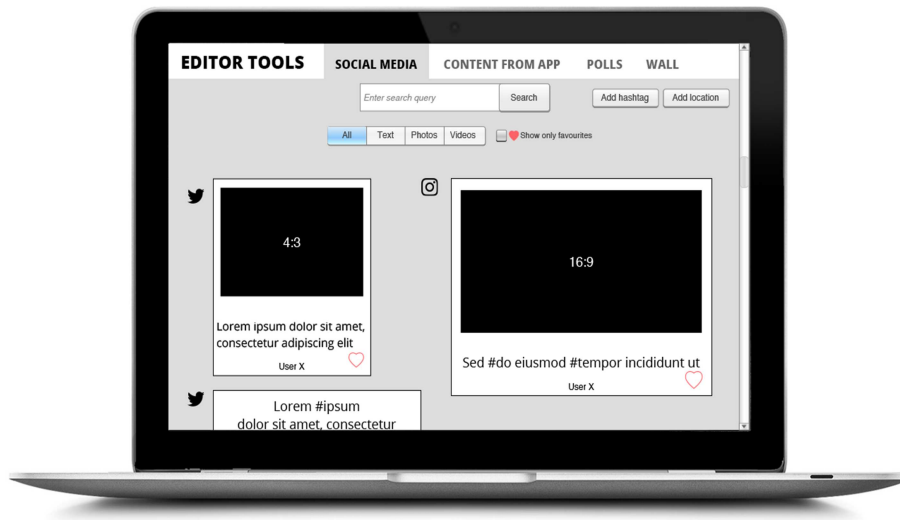 EDITOR TOOLS
SOCIAL MEDIA
CONTENT FROM APP
POLLS
WALL
Enter search query
Search
Add hashtag
Add location
All
Text
Photos
Videos
Show only favourites
4:3
Lorem ipsum dolor sit amet,
consectetur adipiscing elit
User X
16:9
Sed #do eiusmod #tempor incididunt ut
User X
Lorem #ipsum
dolor sit amet, consectetur